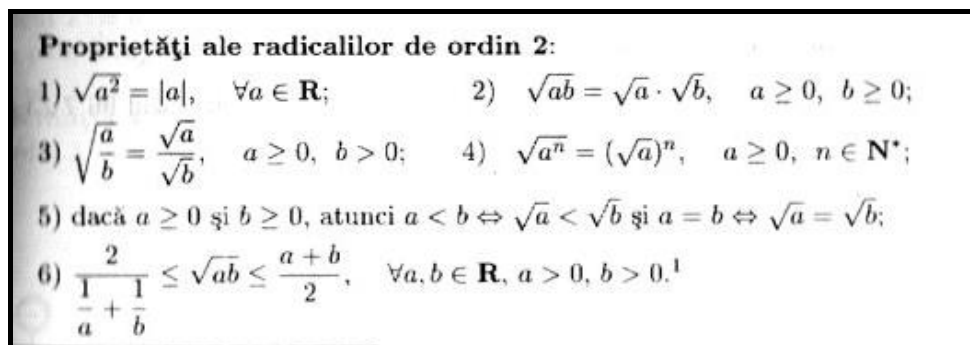 Proprietăţi ale radicalilor de ordin 2:
1) √a² = |a|, ∀a ∈ R; 2) √ab = √a · √b, a ≥ 0, b ≥ 0;
3) √(a/b) = √a/√b, a ≥ 0, b > 0; 4) √aⁿ = (√a)ⁿ, a ≥ 0, n ∈ N*;
5) dacă a ≥ 0 şi b ≥ 0, atunci a < b ⇔ √a < √b şi a = b ⇔ √a = √b;
6) 2/(1/a + 1/b) ≤ √ab ≤ (a + b)/2, ∀a, b ∈ R, a > 0, b > 0.¹